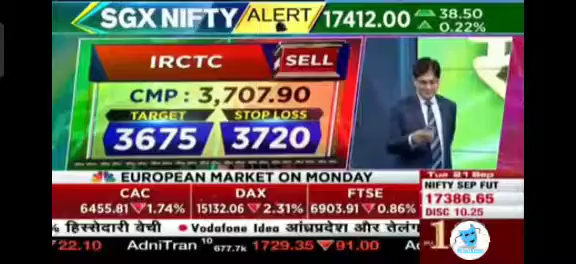 SGX NIFTY ALERT 17412.00 38.50
0.22%
IRCTC SELL
CMP : 3,707.90
TARGET STOP LOSS
3675 3720
EUROPEAN MARKET ON MONDAY
CAC DAX FTSE
6455.81 1.74% 15132.06 2.31% 6903.91 0.86%
Tue 21 Sep
NIFTY SEP FUT
17386.65
DISC 10.25
हिस्सेदारी बेची Vodafone Idea आंध्रप्रदेश और तेलंग
22.10 AdniTran 10 677.7k 1729.35 91.00 Ad